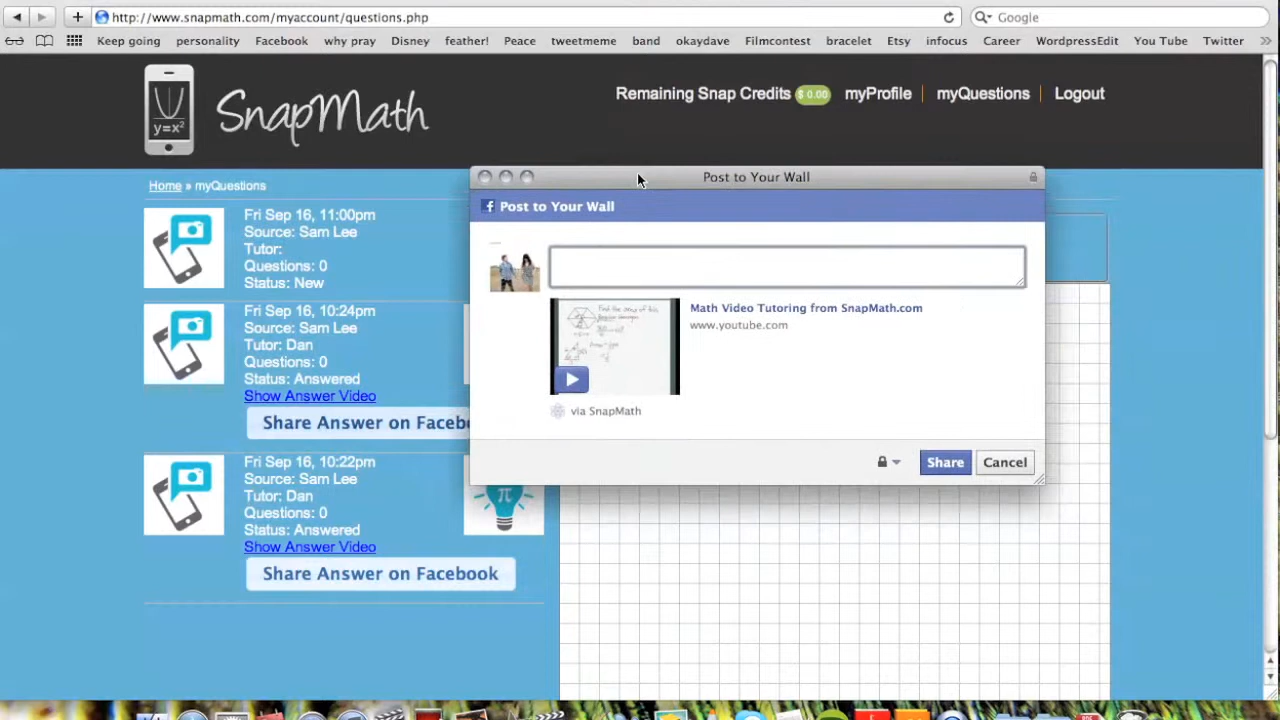 http://www.snapmath.com/myaccount/questions.php
Google
Keep going personality Facebook why pray Disney feather! Peace tweetmeme band okaydave Filmcontest bracelet Etsy infocus Career WordpressEdit You Tube Twitter
y=x²
SnapMath
Remaining Snap Credits $ 0.00 myProfile myQuestions Logout
Home » myQuestions
Fri Sep 16, 11:00pm
Source: Sam Lee
Tutor:
Questions: 0
Status: New
Fri Sep 16, 10:24pm
Source: Sam Lee
Tutor: Dan
Questions: 0
Status: Answered
Show Answer Video
Share Answer on Facebo
Fri Sep 16, 10:22pm
Source: Sam Lee
Tutor: Dan
Questions: 0
Status: Answered
Show Answer Video
Share Answer on Facebook
π
Post to Your Wall
f Post to Your Wall
Find the area of this
Math Video Tutoring from SnapMath.com
www.youtube.com
via SnapMath
Share Cancel